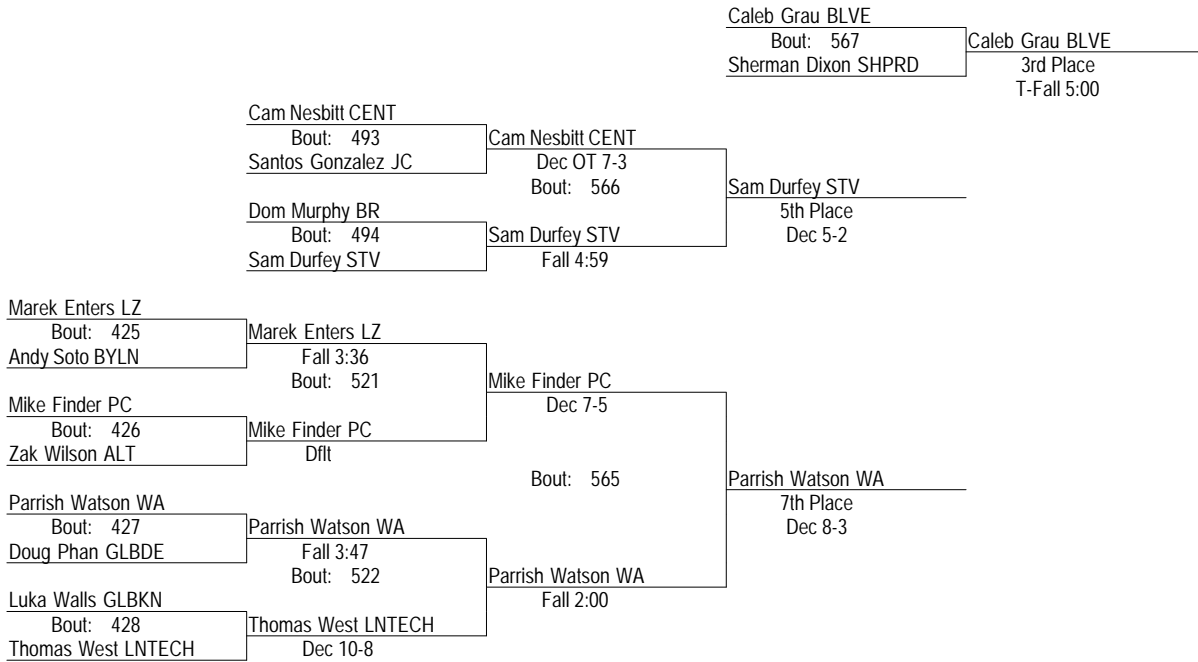 Caleb Grau BLVE
Bout: 567
Sherman Dixon SHPRD
Caleb Grau BLVE
3rd Place
T-Fall 5:00
Cam Nesbitt CENT
Bout: 493
Santos Gonzalez JC
Cam Nesbitt CENT
Dec OT 7-3
Bout: 566
Dom Murphy BR
Bout: 494
Sam Durfey STV
Sam Durfey STV
Fall 4:59
Sam Durfey STV
5th Place
Dec 5-2
Marek Enters LZ
Bout: 425
Andy Soto BYLN
Marek Enters LZ
Fall 3:36
Bout: 521
Mike Finder PC
Bout: 426
Zak Wilson ALT
Mike Finder PC
Dflt
Mike Finder PC
Dec 7-5
Bout: 565
Parrish Watson WA
Bout: 427
Doug Phan GLBDE
Parrish Watson WA
Fall 3:47
Bout: 522
Luka Walls GLBKN
Bout: 428
Thomas West LNTECH
Thomas West LNTECH
Dec 10-8
Parrish Watson WA
Fall 2:00
Parrish Watson WA
7th Place
Dec 8-3